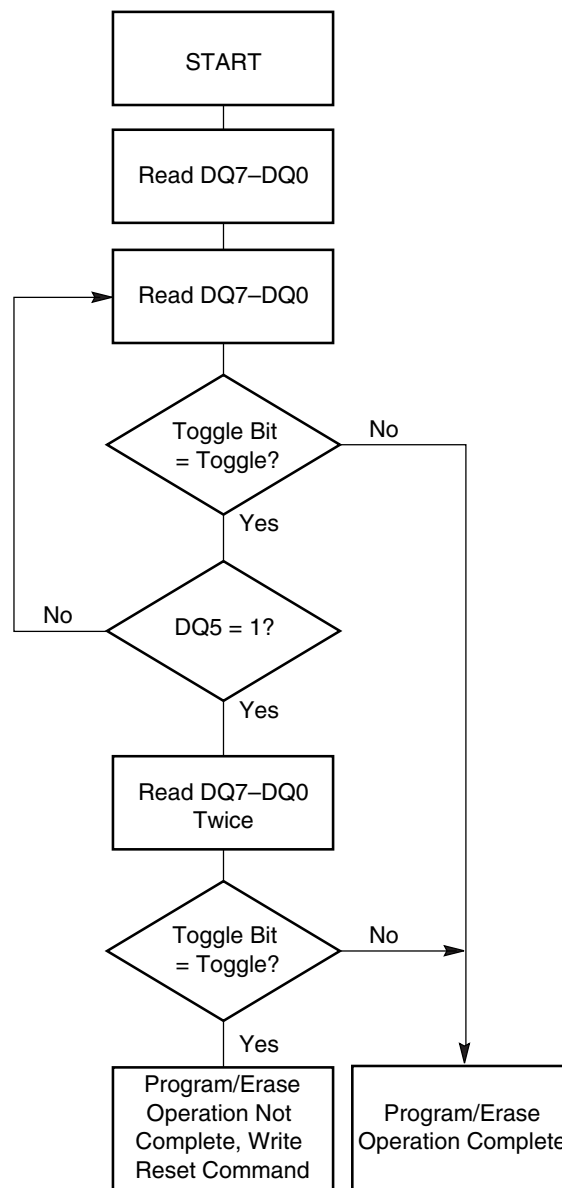 START
Read DQ7–DQ0
Read DQ7–DQ0
Toggle Bit
= Toggle?
No
Yes
No
DQ5 = 1?
Yes
Read DQ7–DQ0
Twice
Toggle Bit
= Toggle?
No
Yes
Program/Erase
Operation Not
Complete, Write
Reset Command
Program/Erase
Operation Complete